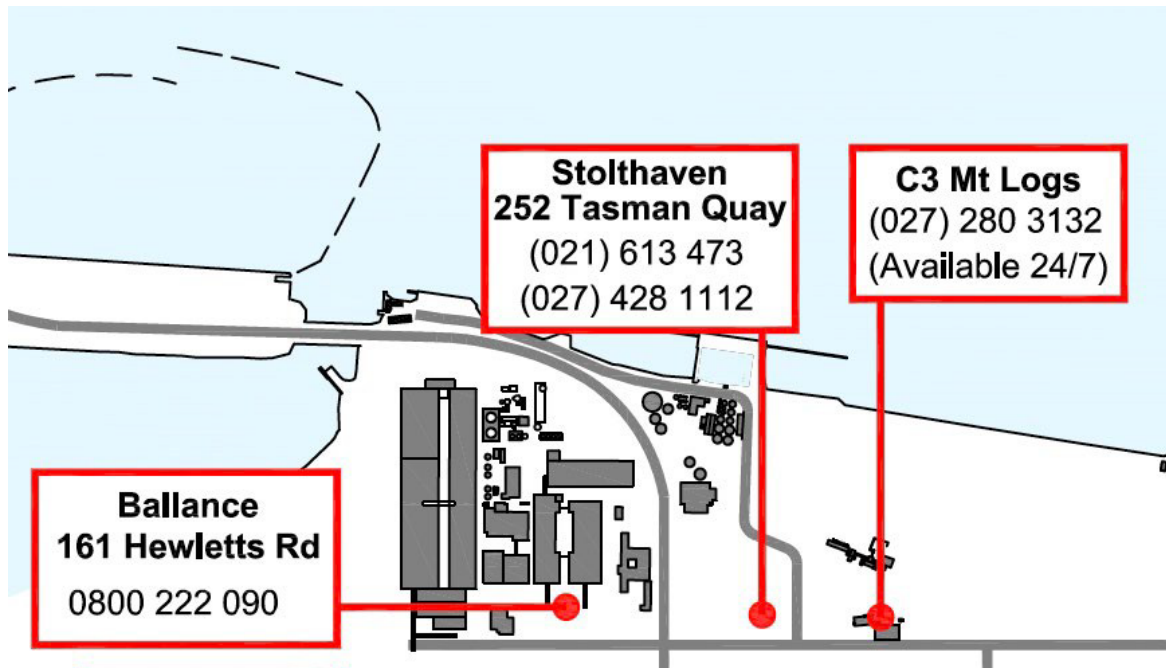 Stolthaven
252 Tasman Quay
(021) 613 473
(027) 428 1112
C3 Mt Logs
(027) 280 3132
(Available 24/7)
Ballance
161 Hewletts Rd
0800 222 090